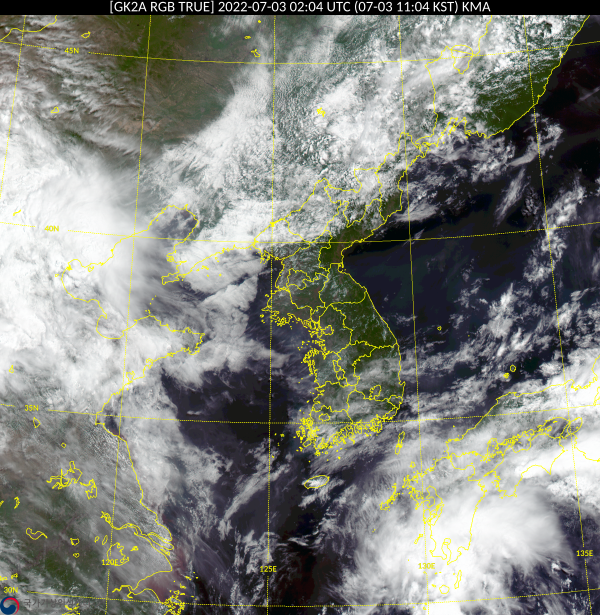 [GK2A RGB TRUE] 2022-07-03 02:04 UTC (07-03 11:04 KST) KMA
45N
40N
35N
120E
125E
130E
135E
30N